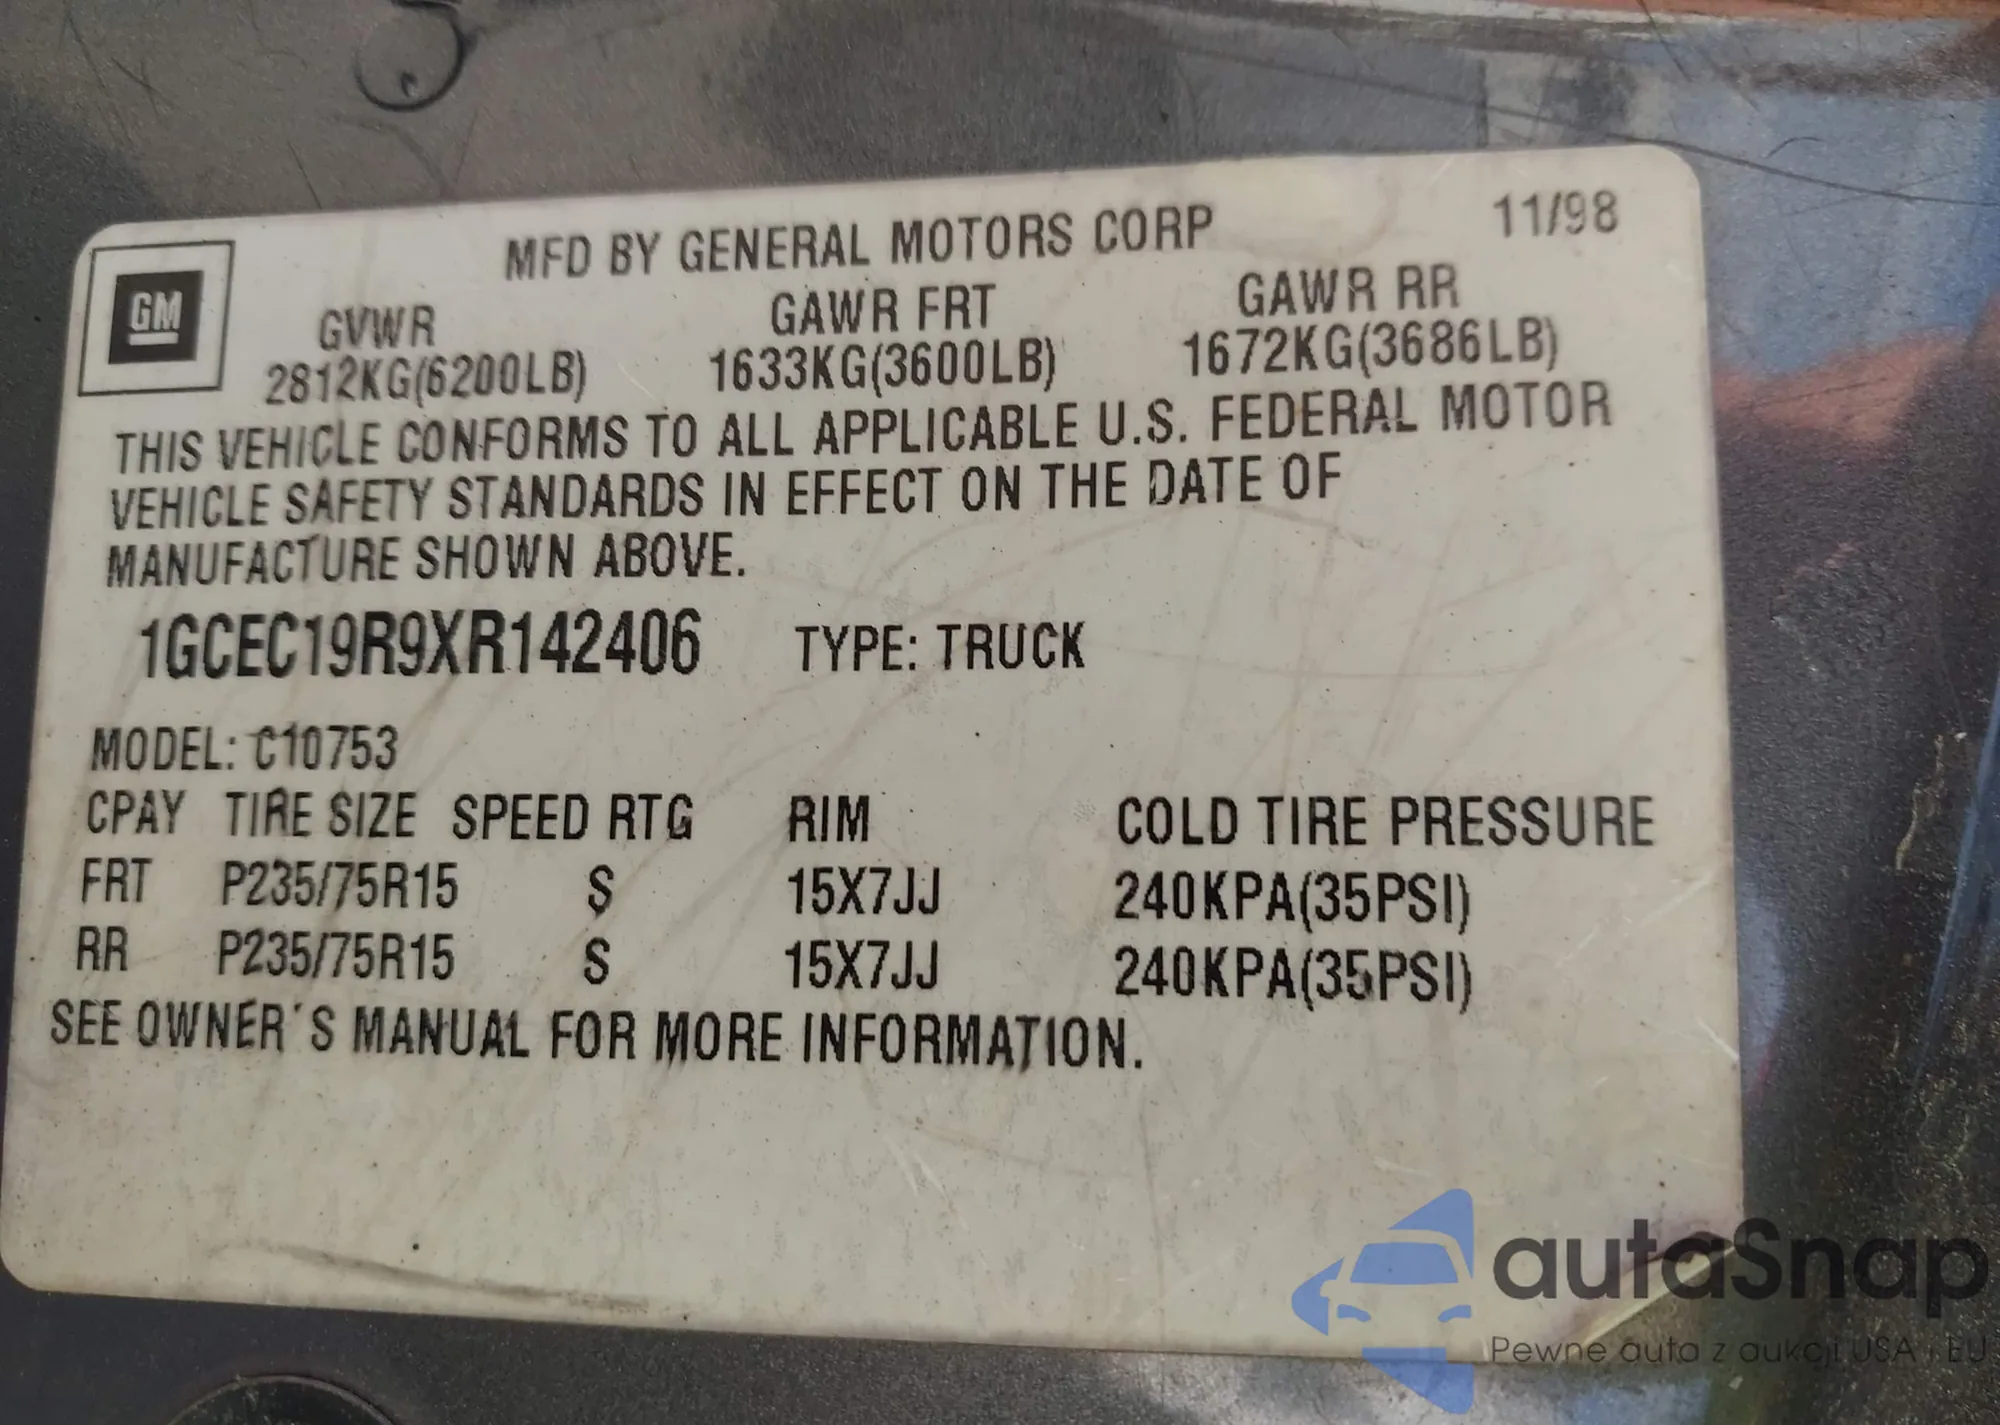 MFD BY GENERAL MOTORS CORP 11/98
GM
GVWR GAWR FRT GAWR RR
2812KG(6200LB) 1633KG(3600LB) 1672KG(3686LB)
THIS VEHICLE CONFORMS TO ALL APPLICABLE U.S. FEDERAL MOTOR
VEHICLE SAFETY STANDARDS IN EFFECT ON THE DATE OF
MANUFACTURE SHOWN ABOVE.
1GCEC19R9XR142406 TYPE: TRUCK
MODEL: C10753
CPAY TIRE SIZE SPEED RTG RIM COLD TIRE PRESSURE
FRT P235/75R15 S 15X7JJ 240KPA(35PSI)
RR P235/75R15 S 15X7JJ 240KPA(35PSI)
SEE OWNER'S MANUAL FOR MORE INFORMATION.
autaSnap
Pewne auta z aukcji USA i EU